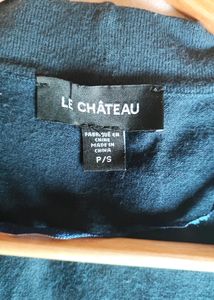 LE CHÂTEAU
FABRIQUÉ EN
CHINE
MADE IN
CHINA
P/S